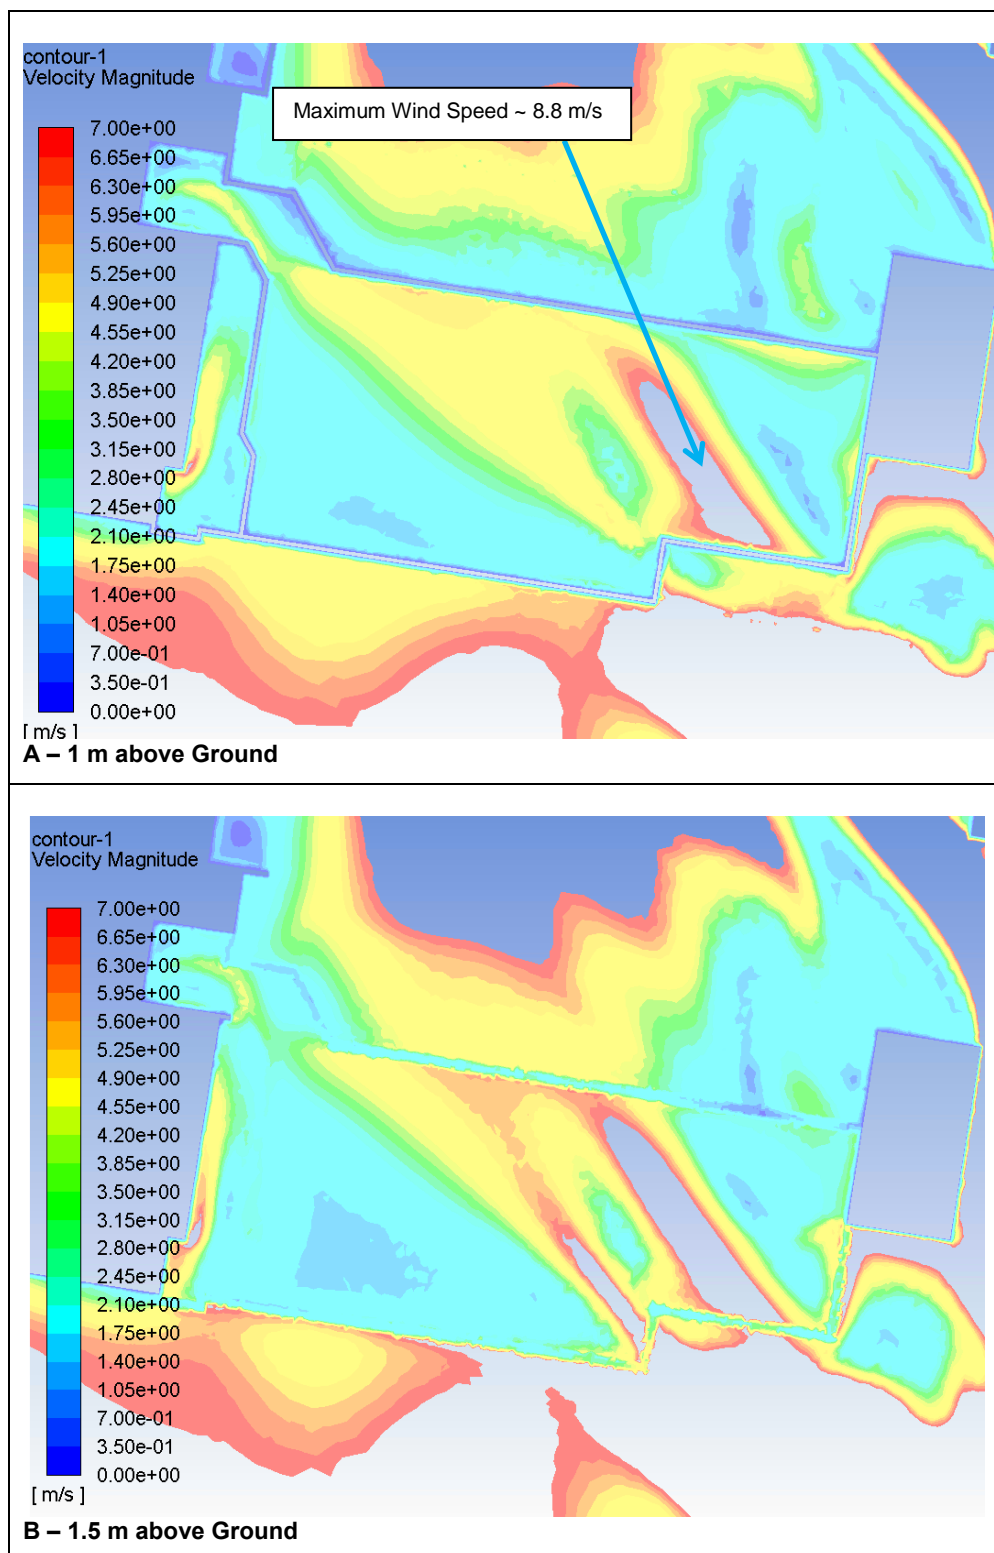 contour-1
Velocity Magnitude
Maximum Wind Speed ~ 8.8 m/s
7.00e+00
6.65e+00
6.30e+00
5.95e+00
5.60e+00
5.25e+00
4.90e+00
4.55e+00
4.20e+00
3.85e+00
3.50e+00
3.15e+00
2.80e+00
2.45e+00
2.10e+00
1.75e+00
1.40e+00
1.05e+00
7.00e-01
3.50e-01
0.00e+00
[ m/s ]
A – 1 m above Ground
contour-1
Velocity Magnitude
7.00e+00
6.65e+00
6.30e+00
5.95e+00
5.60e+00
5.25e+00
4.90e+00
4.55e+00
4.20e+00
3.85e+00
3.50e+00
3.15e+00
2.80e+00
2.45e+00
2.10e+00
1.75e+00
1.40e+00
1.05e+00
7.00e-01
3.50e-01
0.00e+00
[ m/s ]
B – 1.5 m above Ground